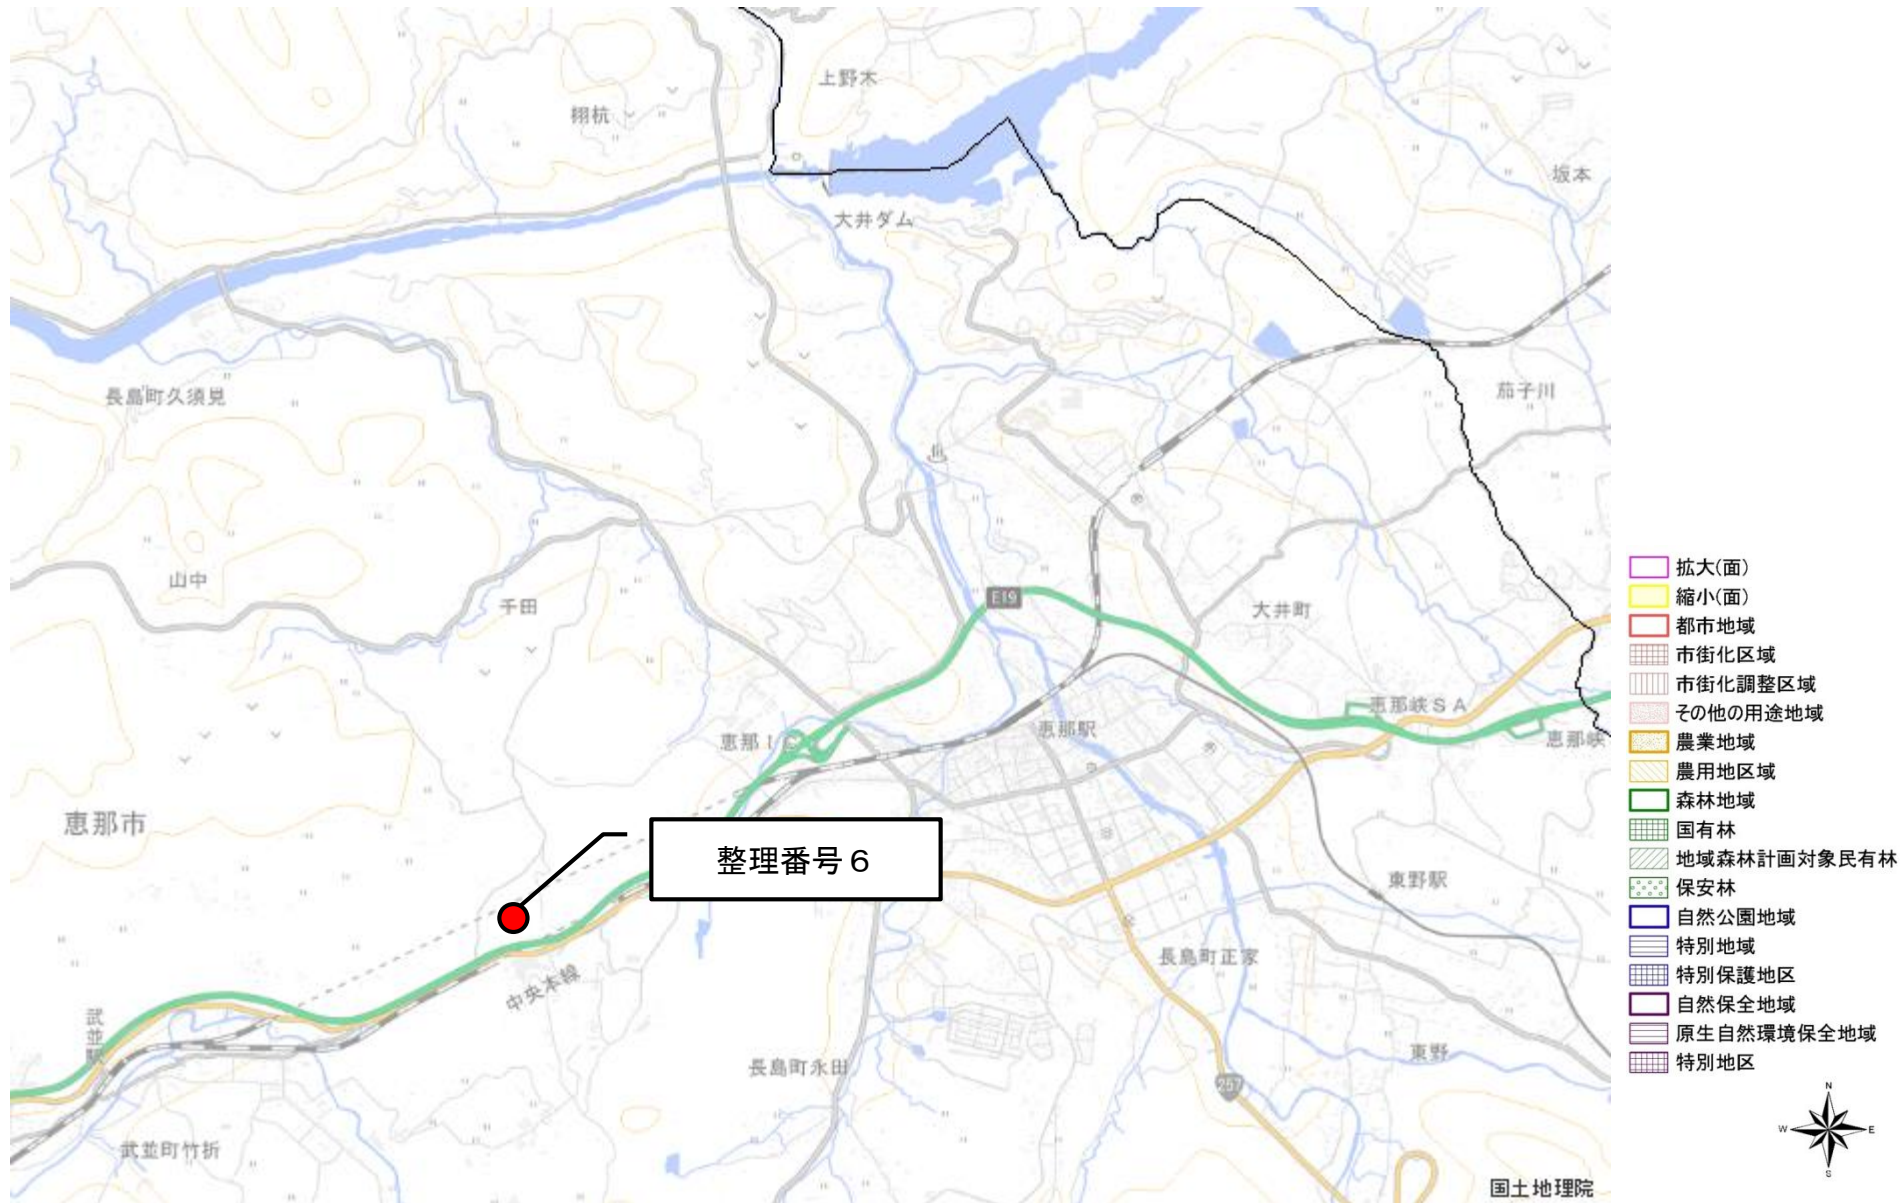 上野木
栩杭
坂本
大井ダム
長島町久須見
茄子川
山中
千田
E19
大井町
恵那峡SA
恵那駅
恵那IC
恵那峡
恵那市
整理番号6
東野駅
長島町正家
中央本線
武並駅
東野
長島町永田
257
武並町竹折
国土地理院
拡大(面)
縮小(面)
都市地域
市街化区域
市街化調整区域
その他の用途地域
農業地域
農用地区域
森林地域
国有林
地域森林計画対象民有林
保安林
自然公園地域
特別地域
特別保護地区
自然保全地域
原生自然環境保全地域
特別地区
N
W
E
S